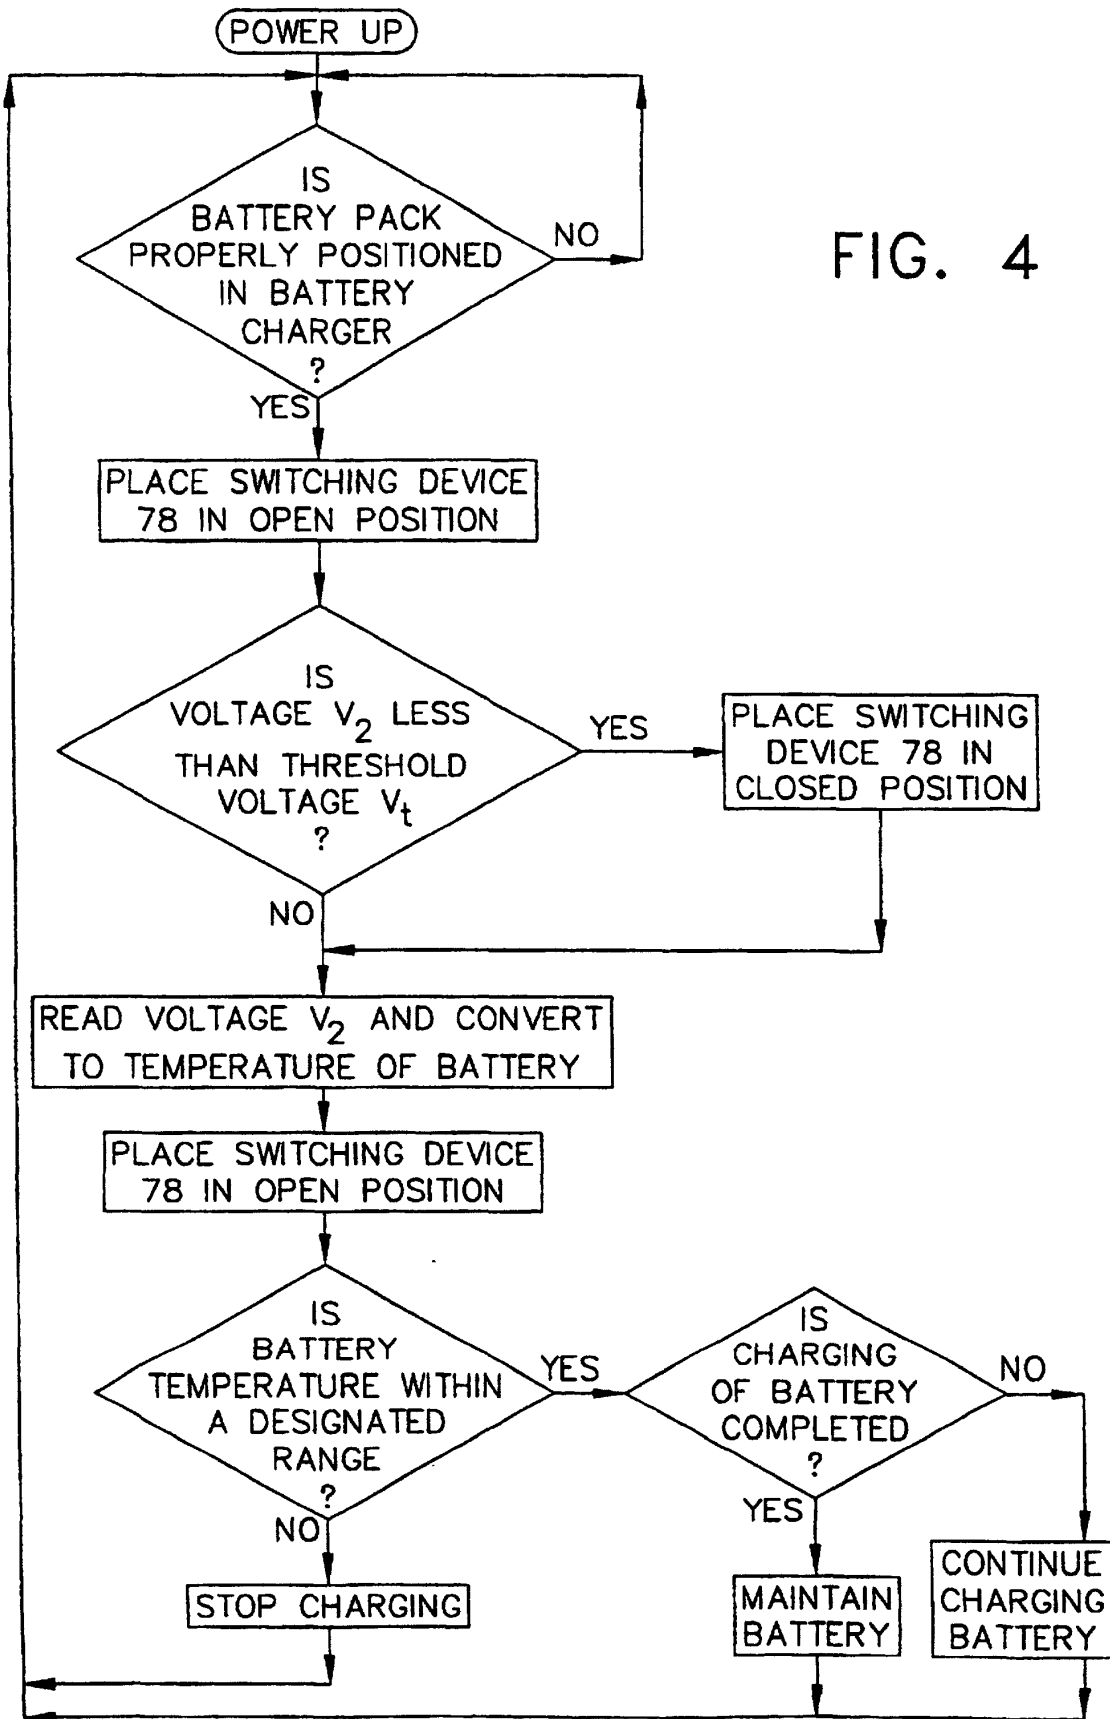 POWER UP
IS
BATTERY PACK
PROPERLY POSITIONED
IN BATTERY
CHARGER
?
NO
FIG. 4
YES
PLACE SWITCHING DEVICE
78 IN OPEN POSITION
IS
VOLTAGE V2 LESS
THAN THRESHOLD
VOLTAGE Vt
?
YES
PLACE SWITCHING
DEVICE 78 IN
CLOSED POSITION
NO
READ VOLTAGE V2 AND CONVERT
TO TEMPERATURE OF BATTERY
PLACE SWITCHING DEVICE
78 IN OPEN POSITION
IS
BATTERY
TEMPERATURE WITHIN
A DESIGNATED
RANGE
?
YES
IS
CHARGING
OF BATTERY
COMPLETED
?
NO
NO
YES
STOP CHARGING
MAINTAIN
BATTERY
CONTINUE
CHARGING
BATTERY